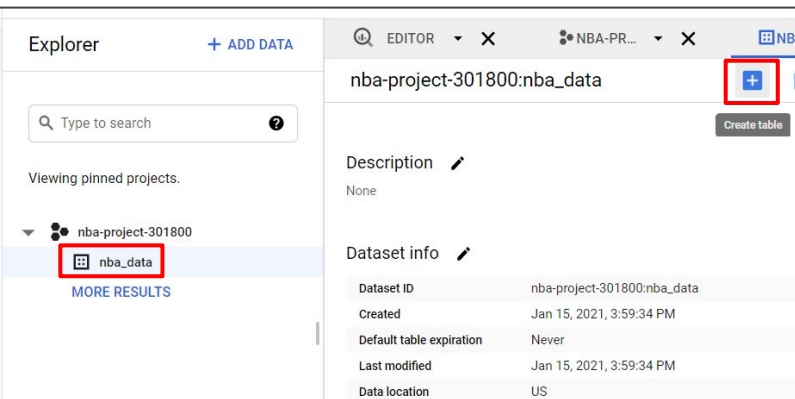 Explorer
+ ADD DATA
Type to search
Viewing pinned projects.
nba-project-301800
nba_data
MORE RESULTS
EDITOR
NBA-PR...
NB
nba-project-301800:nba_data
Create table
Description
None
Dataset info
Dataset ID nba-project-301800:nba_data
Created Jan 15, 2021, 3:59:34 PM
Default table expiration Never
Last modified Jan 15, 2021, 3:59:34 PM
Data location US